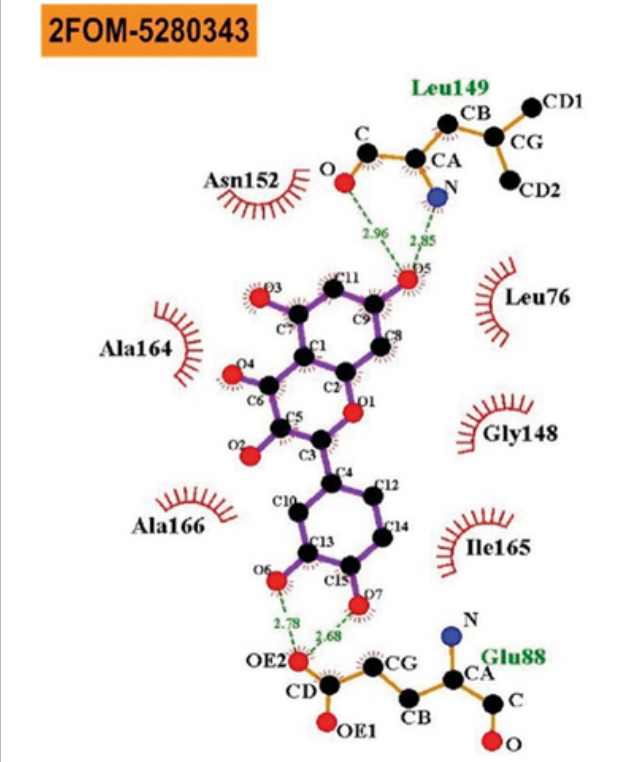 2FOM-5280343
Leu149
CD1
CB
C
CG
CA
O
N
CD2
Asn152
2.96
2.85
O5
C11
O3
C9
Leu76
C7
C8
Ala164
C1
O4
C2
C6
O1
C5
O2
C3
Gly148
C4
C12
C10
Ala166
C14
C13
Ile165
C15
O6
O7
2.78
2.68
N
OE2
Glu88
CG
CA
CD
C
CB
OE1
O